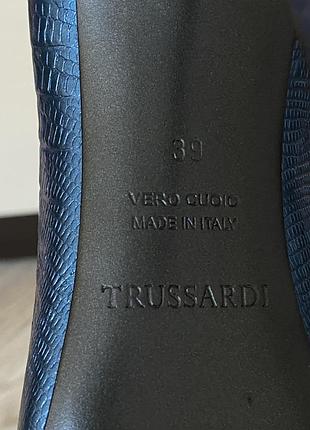 39
VERO CUOIO
MADE IN ITALY
TRUSSARDI